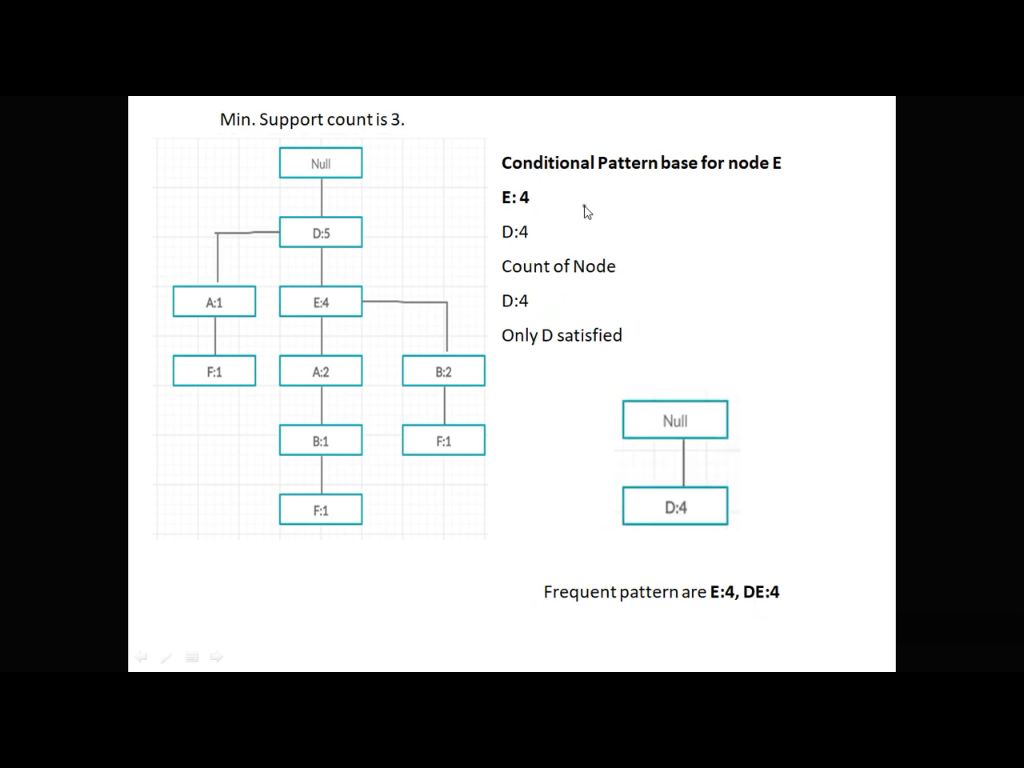 Min. Support count is 3.
Null
D:5
A:1
E:4
F:1
A:2
B:2
B:1
F:1
F:1
Conditional Pattern base for node E
E: 4
D:4
Count of Node
D:4
Only D satisfied
Null
D:4
Frequent pattern are E:4, DE:4